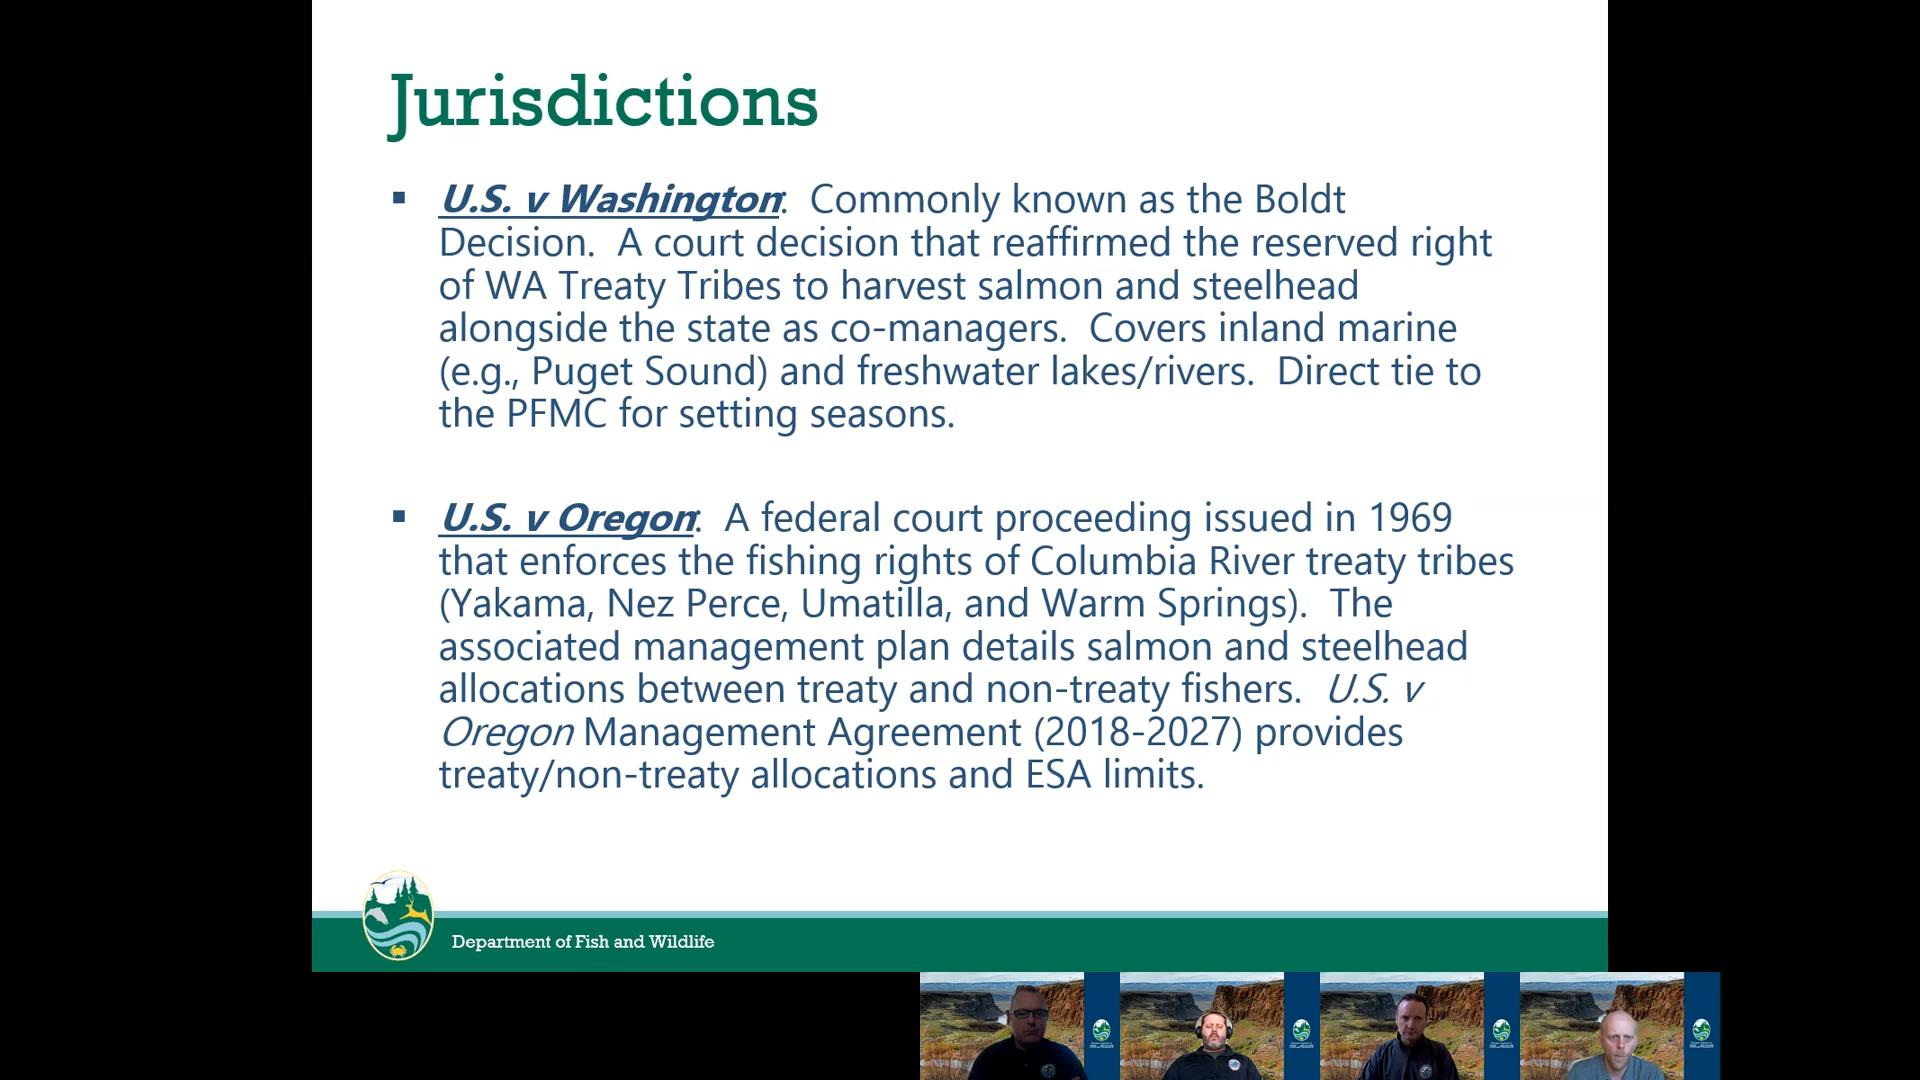 Jurisdictions
▪ U.S. v Washington: Commonly known as the Boldt
Decision. A court decision that reaffirmed the reserved right
of WA Treaty Tribes to harvest salmon and steelhead
alongside the state as co-managers. Covers inland marine
(e.g., Puget Sound) and freshwater lakes/rivers. Direct tie to
the PFMC for setting seasons.
▪ U.S. v Oregon: A federal court proceeding issued in 1969
that enforces the fishing rights of Columbia River treaty tribes
(Yakama, Nez Perce, Umatilla, and Warm Springs). The
associated management plan details salmon and steelhead
allocations between treaty and non-treaty fishers. U.S. v
Oregon Management Agreement (2018-2027) provides
treaty/non-treaty allocations and ESA limits.
Department of Fish and Wildlife